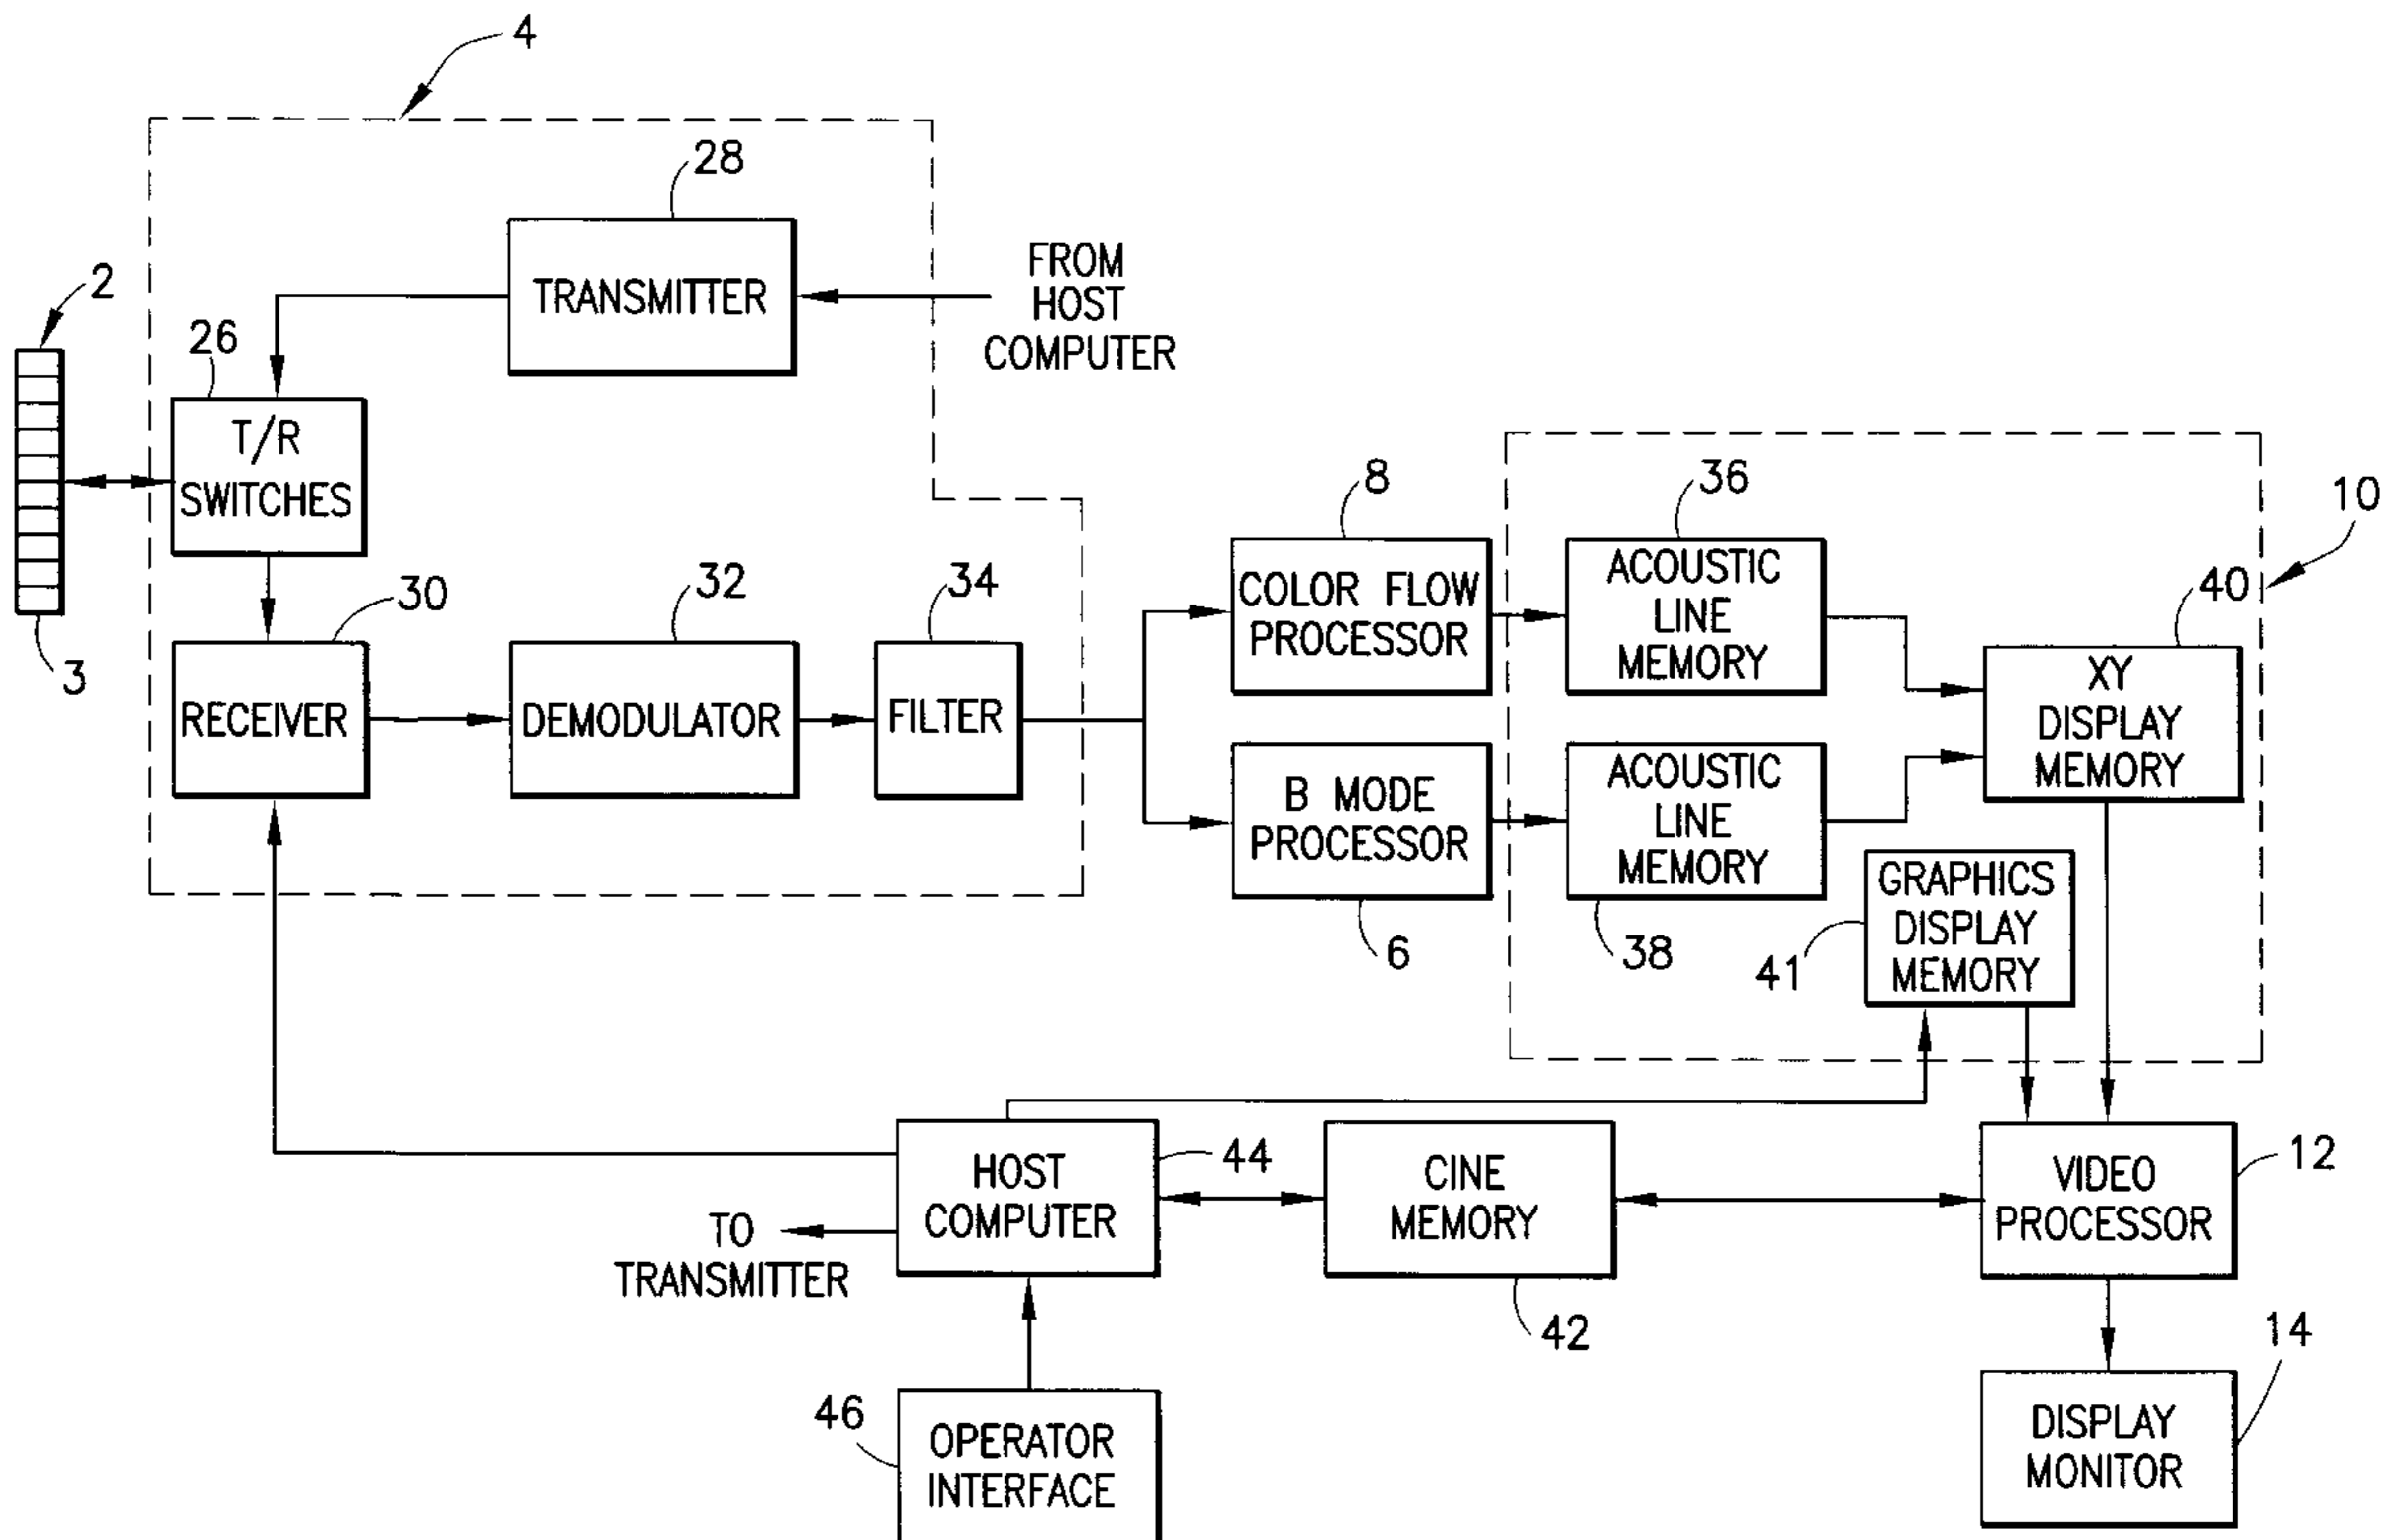 4
28
TRANSMITTER
FROM
HOST
COMPUTER
2
26
T/R
SWITCHES
3
30
RECEIVER
32
DEMODULATOR
34
FILTER
8
COLOR FLOW
PROCESSOR
B MODE
PROCESSOR
6
36
ACOUSTIC
LINE
MEMORY
ACOUSTIC
LINE
MEMORY
38
10
40
XY
DISPLAY
MEMORY
41
GRAPHICS
DISPLAY
MEMORY
HOST
COMPUTER
44
TO
TRANSMITTER
CINE
MEMORY
42
VIDEO
PROCESSOR
12
46
OPERATOR
INTERFACE
14
DISPLAY
MONITOR